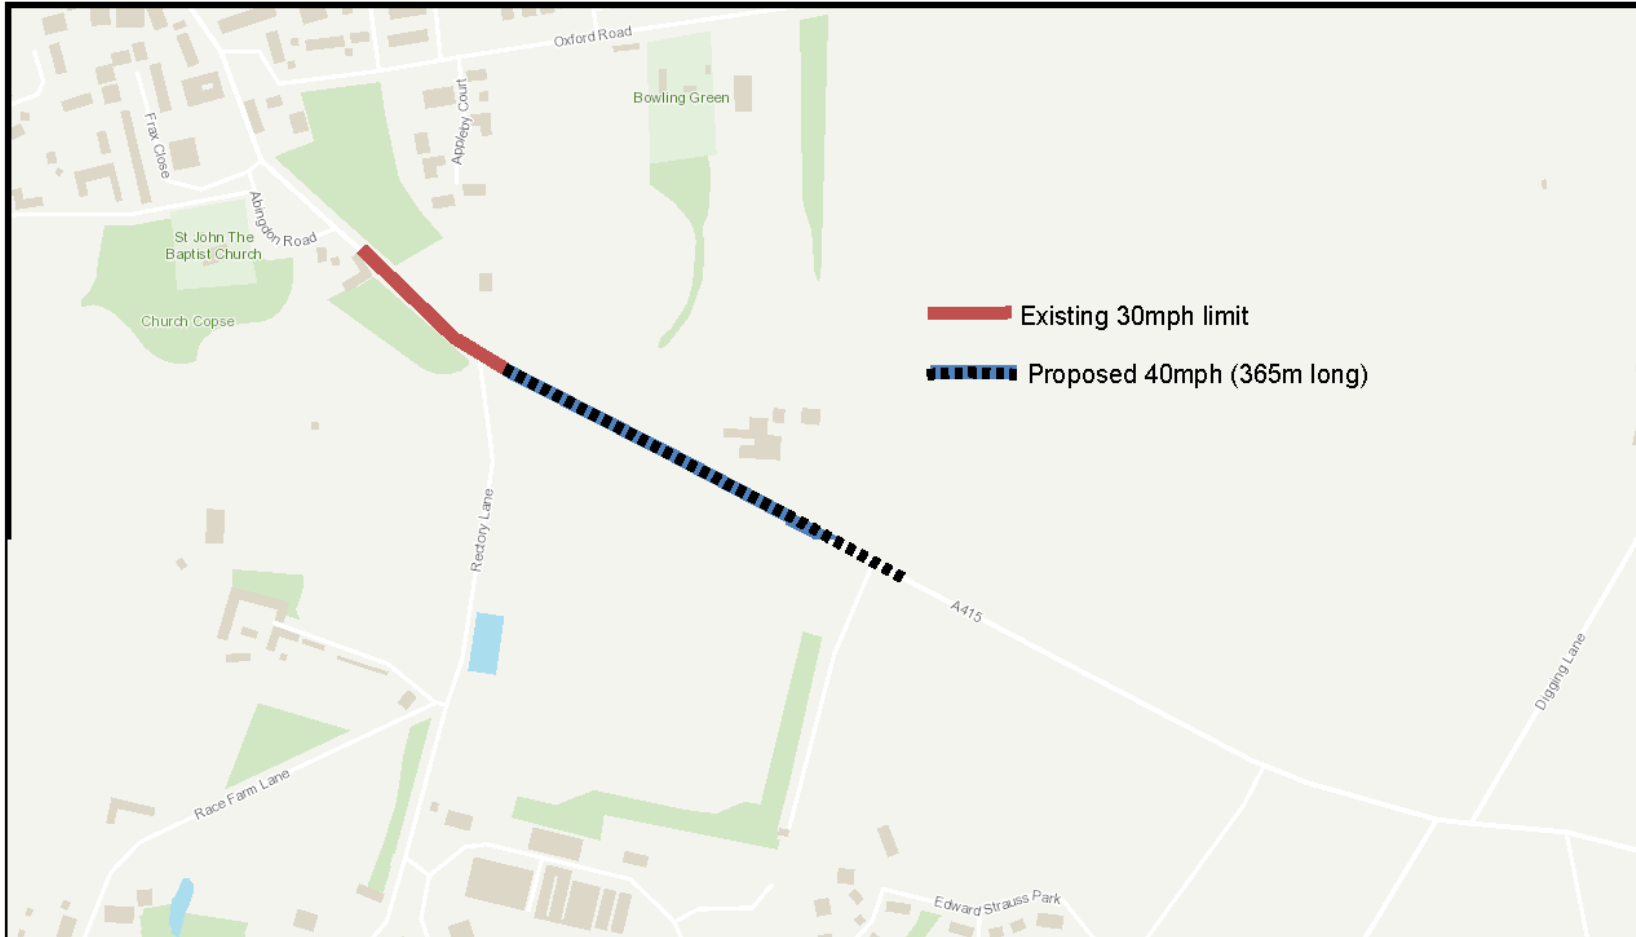 Oxford Road
Bowling Green
Appleby Court
Frax Close
Abingdon Road
St John The
Baptist Church
Church Copse
Existing 30mph limit
Proposed 40mph (365m long)
Rectory Lane
A415
Digging Lane
Race Farm Lane
Edward Strauss Park